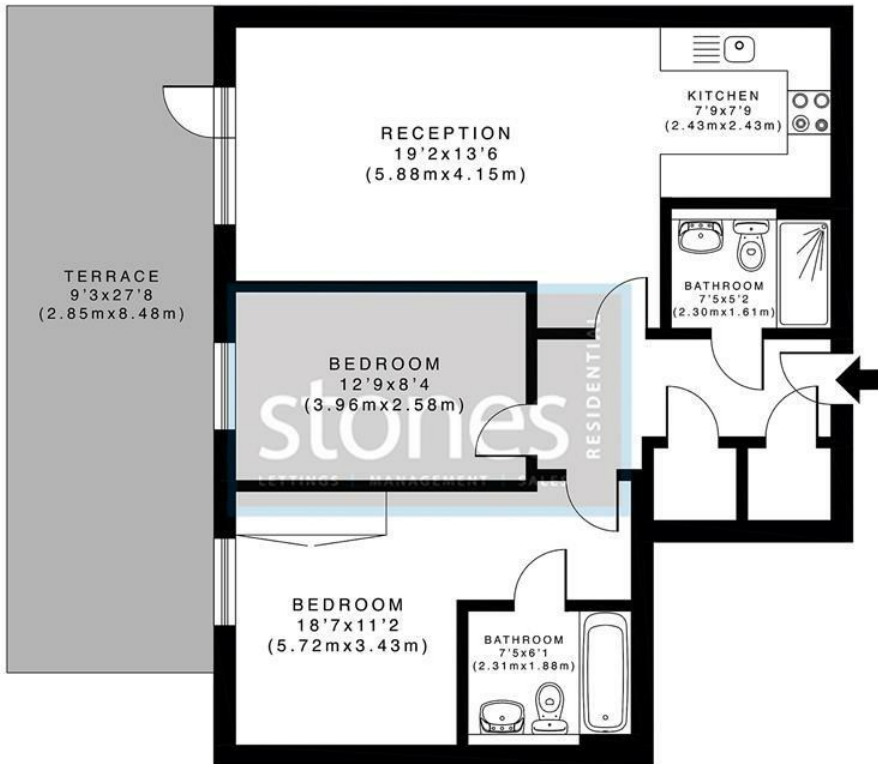 KITCHEN
7'9x7'9
(2.43mx2.43m)
RECEPTION
19'2x13'6
(5.88mx4.15m)
TERRACE
9'3x27'8
(2.85mx8.48m)
BATHROOM
7'5x5'2
(2.30mx1.61m)
BEDROOM
12'9x8'4
(3.96mx2.58m)
stones
RESIDENTIAL
LETTINGS | MANAGEMENT | SALES
BEDROOM
18'7x11'2
(5.72mx3.43m)
BATHROOM
7'5x6'1
(2.31mx1.88m)